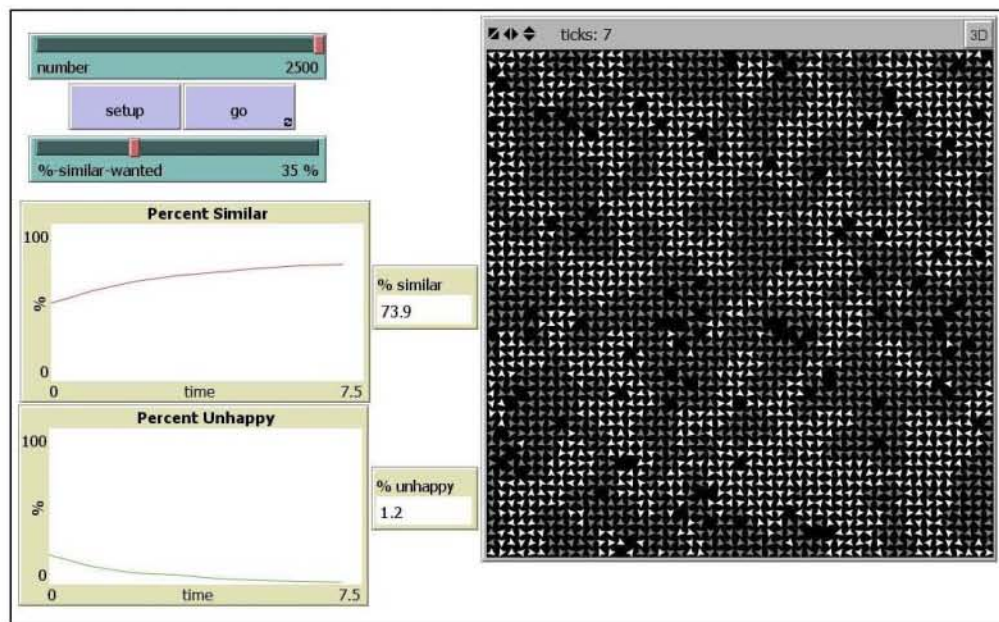 number 2500
setup go
%-similar-wanted 35 %
Percent Similar
100
%
0
0 time 7.5
% similar
73.9
Percent Unhappy
100
%
0
0 time 7.5
% unhappy
1.2
ticks: 7 3D